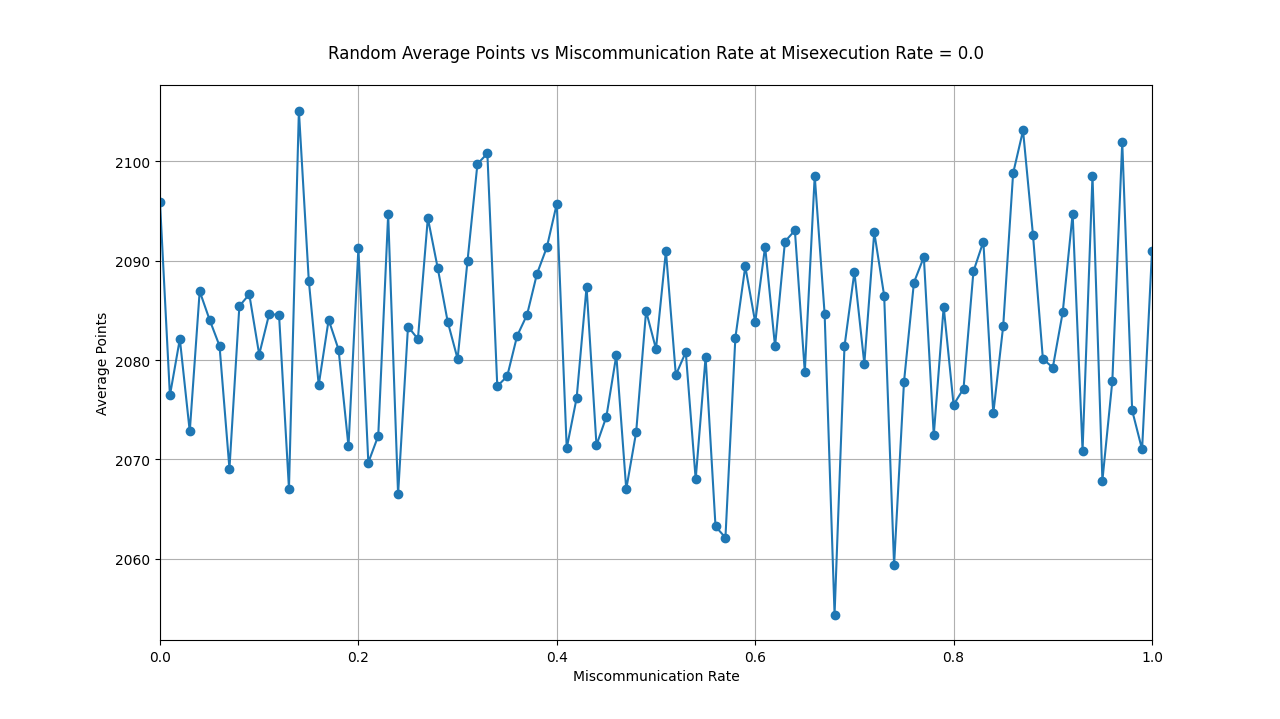 Random Average Points vs Miscommunication Rate at Misexecution Rate = 0.0
2100
2090
2080
2070
2060
Average Points
0.0 0.2 0.4 0.6 0.8 1.0
Miscommunication Rate